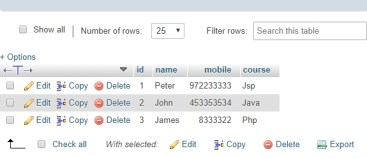 Show all Number of rows: 25 Filter rows: Search this table
+ Options
id name mobile course
Edit Copy Delete 1 Peter 972233333 Jsp
Edit Copy Delete 2 John 453353534 Java
Edit Copy Delete 3 James 8333322 Php
Check all With selected: Edit Copy Delete Export